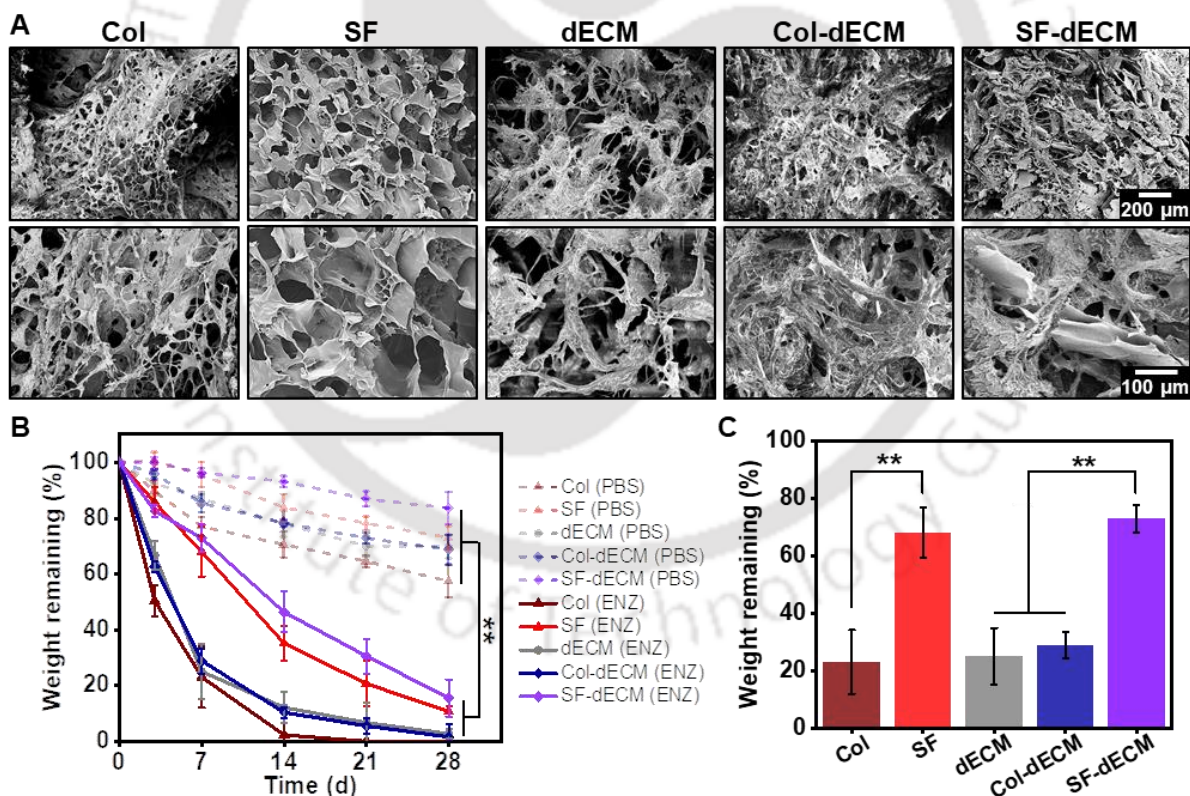 A
Col
SF
dECM
Col-dECM
SF-dECM
200 µm
100 µm
B
Weight remaining (%)
100
80
60
40
20
0
0 7 14 21 28
Time (d)
**
Col (PBS)
SF (PBS)
dECM (PBS)
Col-dECM (PBS)
SF-dECM (PBS)
Col (ENZ)
SF (ENZ)
dECM (ENZ)
Col-dECM (ENZ)
SF-dECM (ENZ)
C
Weight remaining (%)
100
80
60
40
20
0
**
**
Col
SF
dECM
Col-dECM
SF-dECM
Institute of Technology